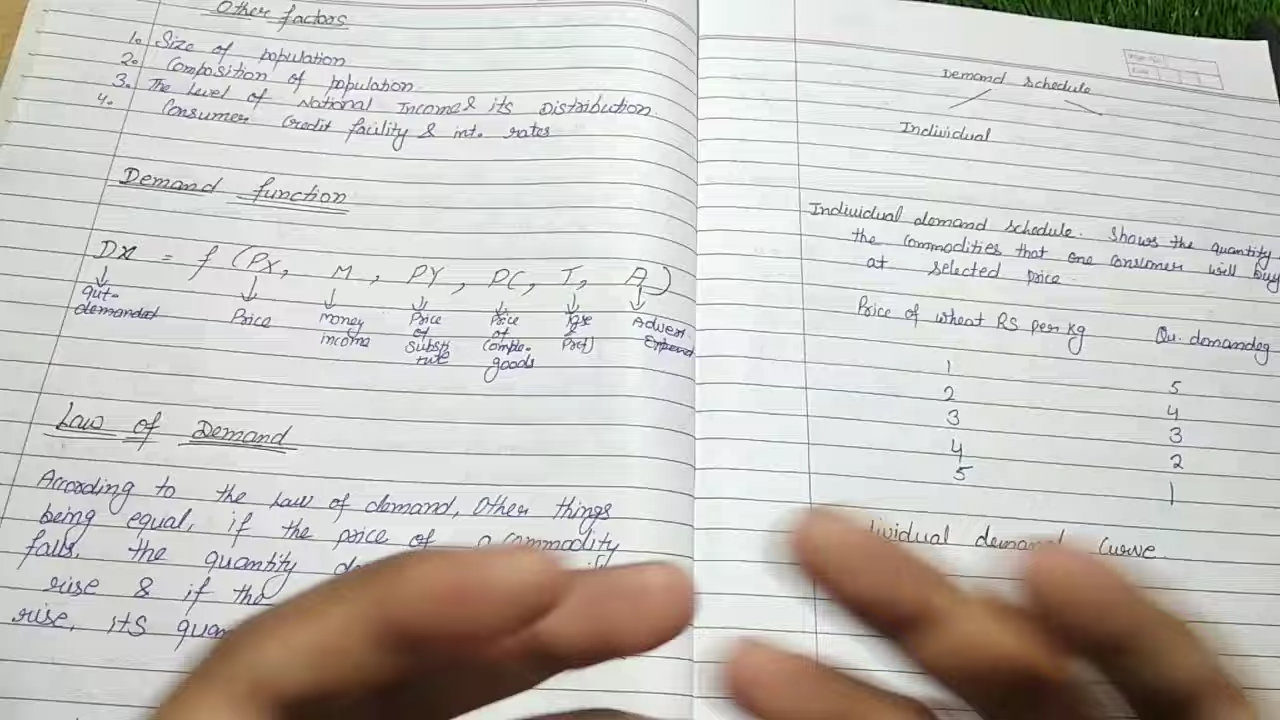 Other factors
1. Size of population
2. Composition of population
3. The level of National Income & its Distribution
4. Consumer Credit facility & int. rates
Demand function
Dx = f (Px, M, PY, PC, T, A)
qut. demanded
Price
money income
Price of substitute
Price of comple. goods
Advert. Expend
Law of Demand
According to the Law of demand, Other things
being equal, if the price of a commodity
falls, the quantity
rise & if the
rise, its
Demand Schedule
Individual
Individual demand schedule. Shows the quantity
the commodities that one consumer will buy
at selected price
Price of wheat RS per kg Qu. demanded
1 5
2 4
3 3
4 2
5 1
demand Curve